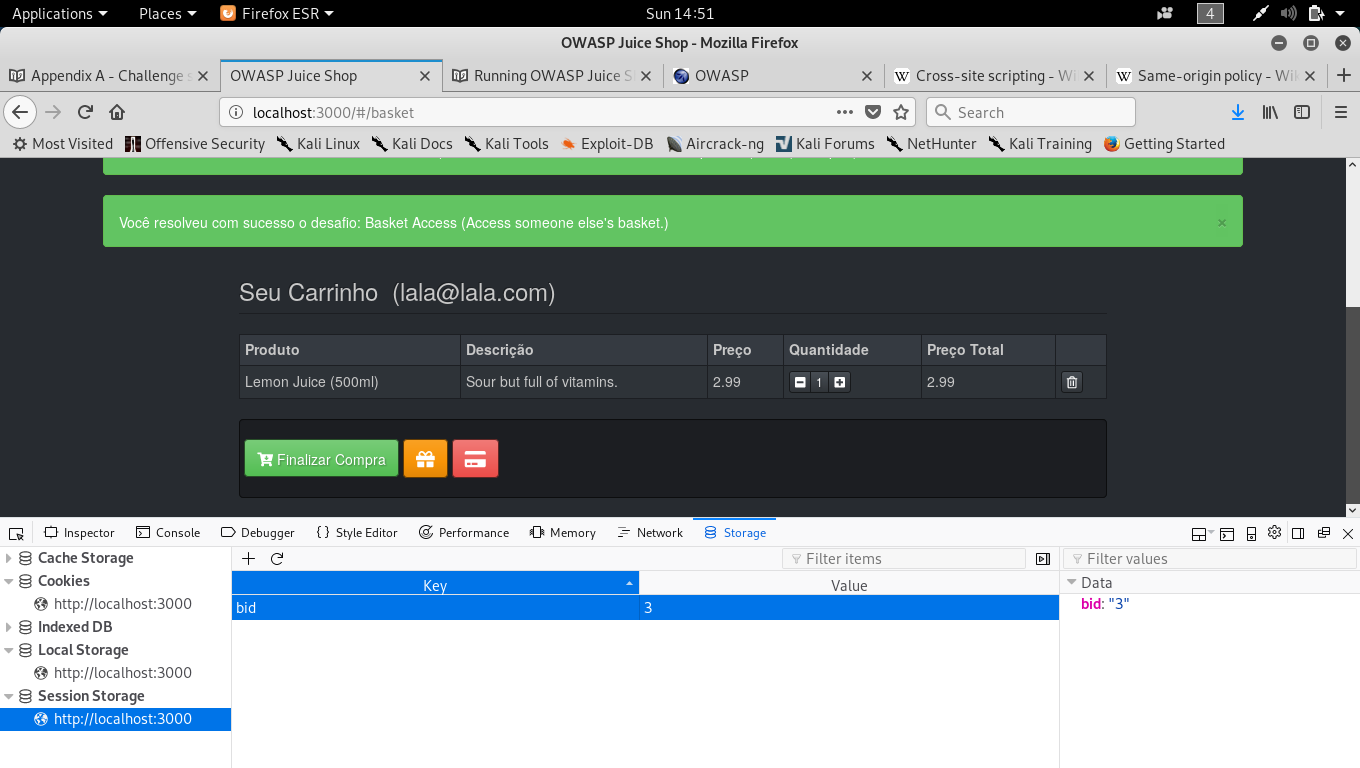 Applications Places Firefox ESR Sun 14:51 4
OWASP Juice Shop - Mozilla Firefox
Appendix A - Challenge OWASP Juice Shop Running OWASP Juice OWASP Cross-site scripting - Same-origin policy -
localhost:3000/#/basket Search
Most Visited Offensive Security Kali Linux Kali Docs Kali Tools Exploit-DB Aircrack-ng Kali Forums NetHunter Kali Training Getting Started
Você resolveu com sucesso o desafio: Basket Access (Access someone else's basket.) ×
Seu Carrinho (lala@lala.com)
Produto Descrição Preço Quantidade Preço Total
Lemon Juice (500ml) Sour but full of vitamins. 2.99 1 2.99
Finalizar Compra
Inspector Console Debugger {} Style Editor Performance Memory Network Storage
Cache Storage + Filter items Filter values
Cookies Key Value Data
http://localhost:3000 bid 3 bid: "3"
Indexed DB
Local Storage
http://localhost:3000
Session Storage
http://localhost:3000